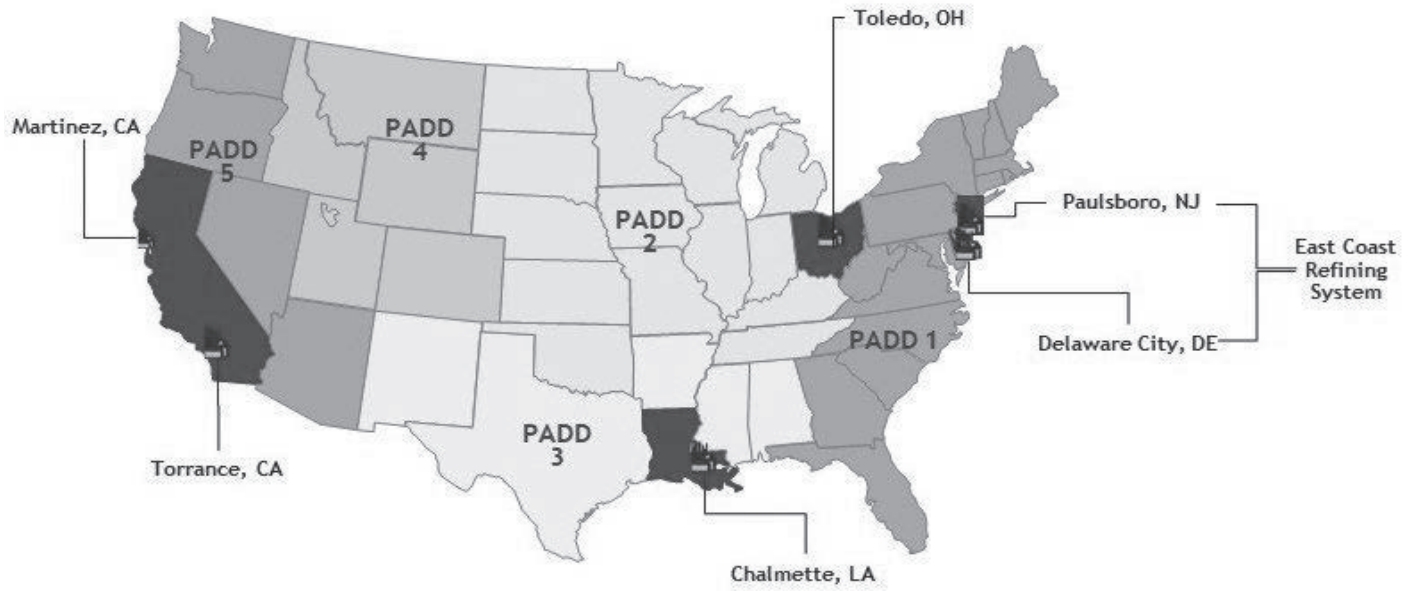 Toledo, OH
Martinez, CA
PADD
4
PADD
5
Paulsboro, NJ
PADD
2
East Coast
Refining
System
PADD 1
Delaware City, DE
PADD
3
Torrance, CA
Chalmette, LA